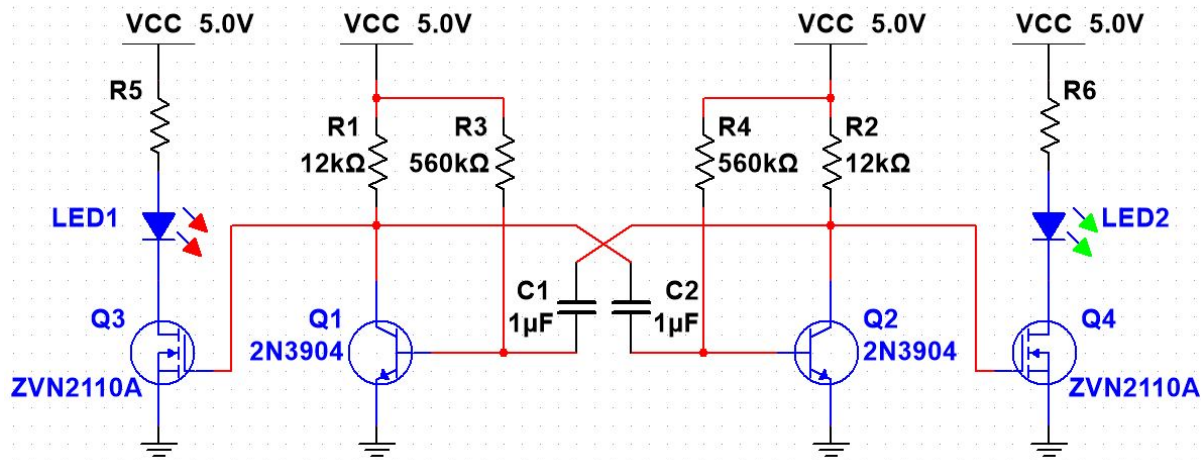 VCC 5.0V
VCC 5.0V
VCC 5.0V
VCC 5.0V
R5
R1
12kΩ
R3
560kΩ
R4
560kΩ
R2
12kΩ
R6
LED1
LED2
C1
1µF
C2
1µF
Q3
ZVN2110A
Q1
2N3904
Q2
2N3904
Q4
ZVN2110A